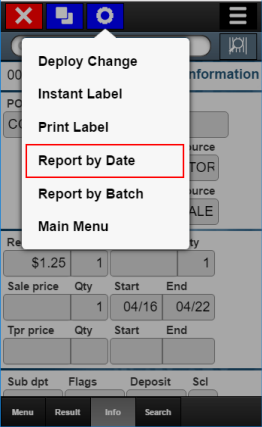 00
nformation
Deploy Change
Instant Label
Print Label
Report by Date
Report by Batch
Main Menu
PO
CO
urce
TOR
urce
ALE
Re
ty
$1.25 1 1
Sale price Qty Start End
1 04/16 04/22
Tpr price Qty Start End
Sub dpt Flags Deposit Scl
Menu Result Info Search